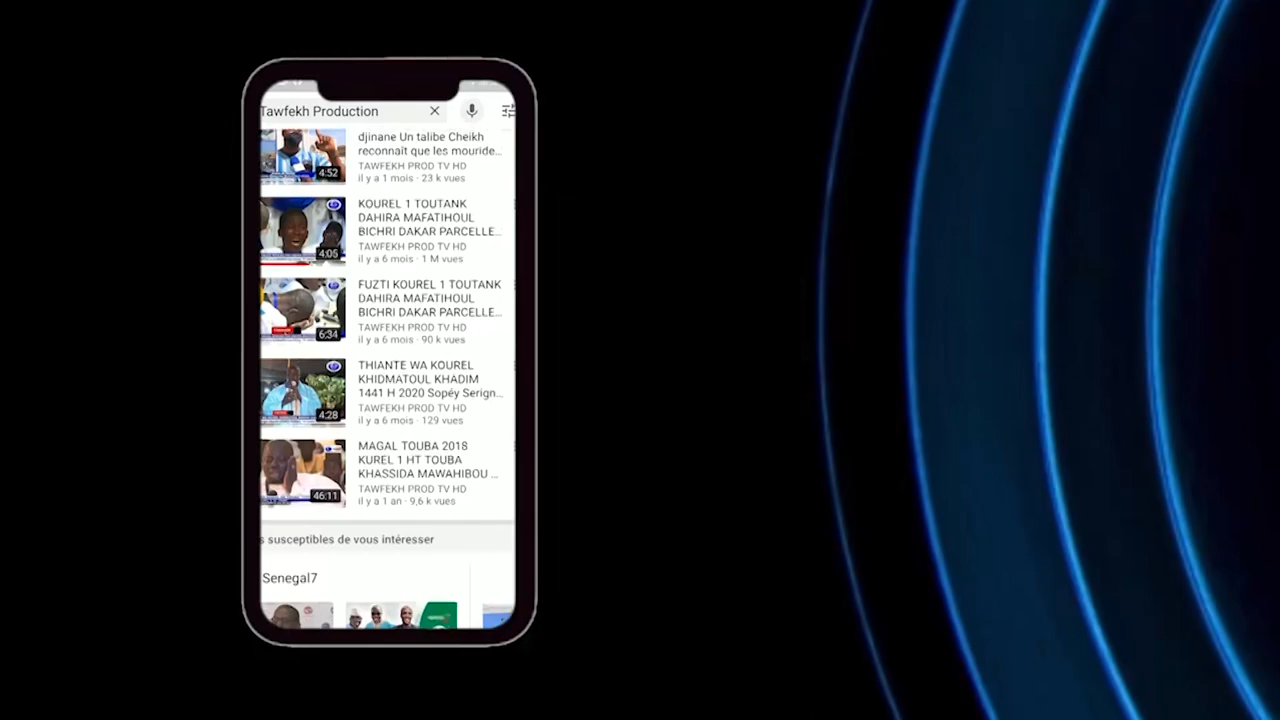 Tawfekh Production
djinane Un talibe Cheikh
reconnaît que les mouride...
TAWFEKH PROD TV HD
il y a 1 mois · 23 k vues
4:52
KOUREL 1 TOUTANK
DAHIRA MAFATIHOUL
BICHRI DAKAR PARCELLE...
TAWFEKH PROD TV HD
il y a 6 mois · 1 M vues
4:05
FUZTI KOUREL 1 TOUTANK
DAHIRA MAFATIHOUL
BICHRI DAKAR PARCELLE...
TAWFEKH PROD TV HD
il y a 6 mois · 90 k vues
6:34
THIANTE WA KOUREL
KHIDMATOUL KHADIM
1441 H 2020 Sopéy Serign...
TAWFEKH PROD TV HD
il y a 6 mois · 129 vues
4:28
MAGAL TOUBA 2018
KUREL 1 HT TOUBA
KHASSIDA MAWAHIBOU ...
TAWFEKH PROD TV HD
il y a 1 an · 9,6 k vues
46:11
s susceptibles de vous intéresser
Senegal7